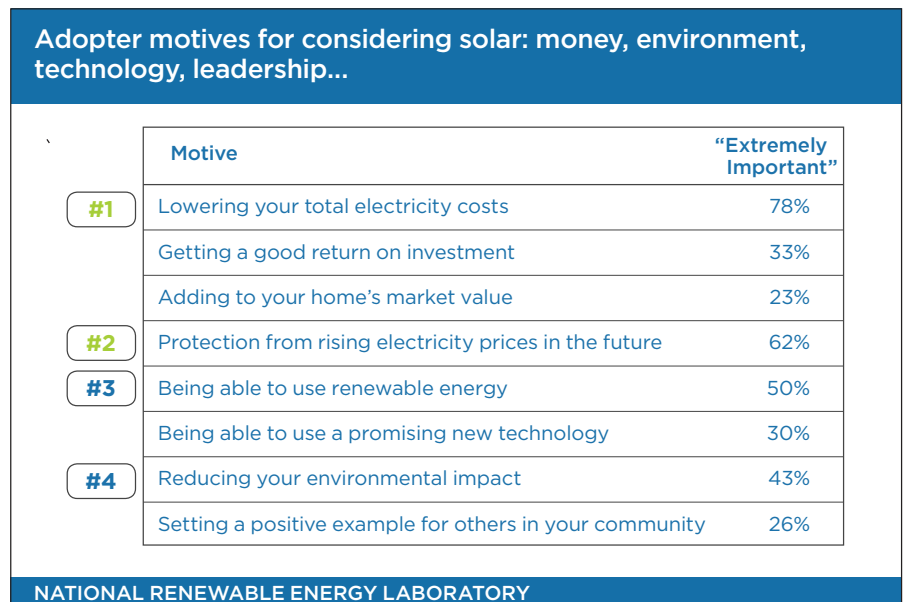 Adopter motives for considering solar: money, environment,
technology, leadership...
Motive “Extremely
Important”
#1 Lowering your total electricity costs 78%
Getting a good return on investment 33%
Adding to your home’s market value 23%
#2 Protection from rising electricity prices in the future 62%
#3 Being able to use renewable energy 50%
Being able to use a promising new technology 30%
#4 Reducing your environmental impact 43%
Setting a positive example for others in your community 26%
NATIONAL RENEWABLE ENERGY LABORATORY